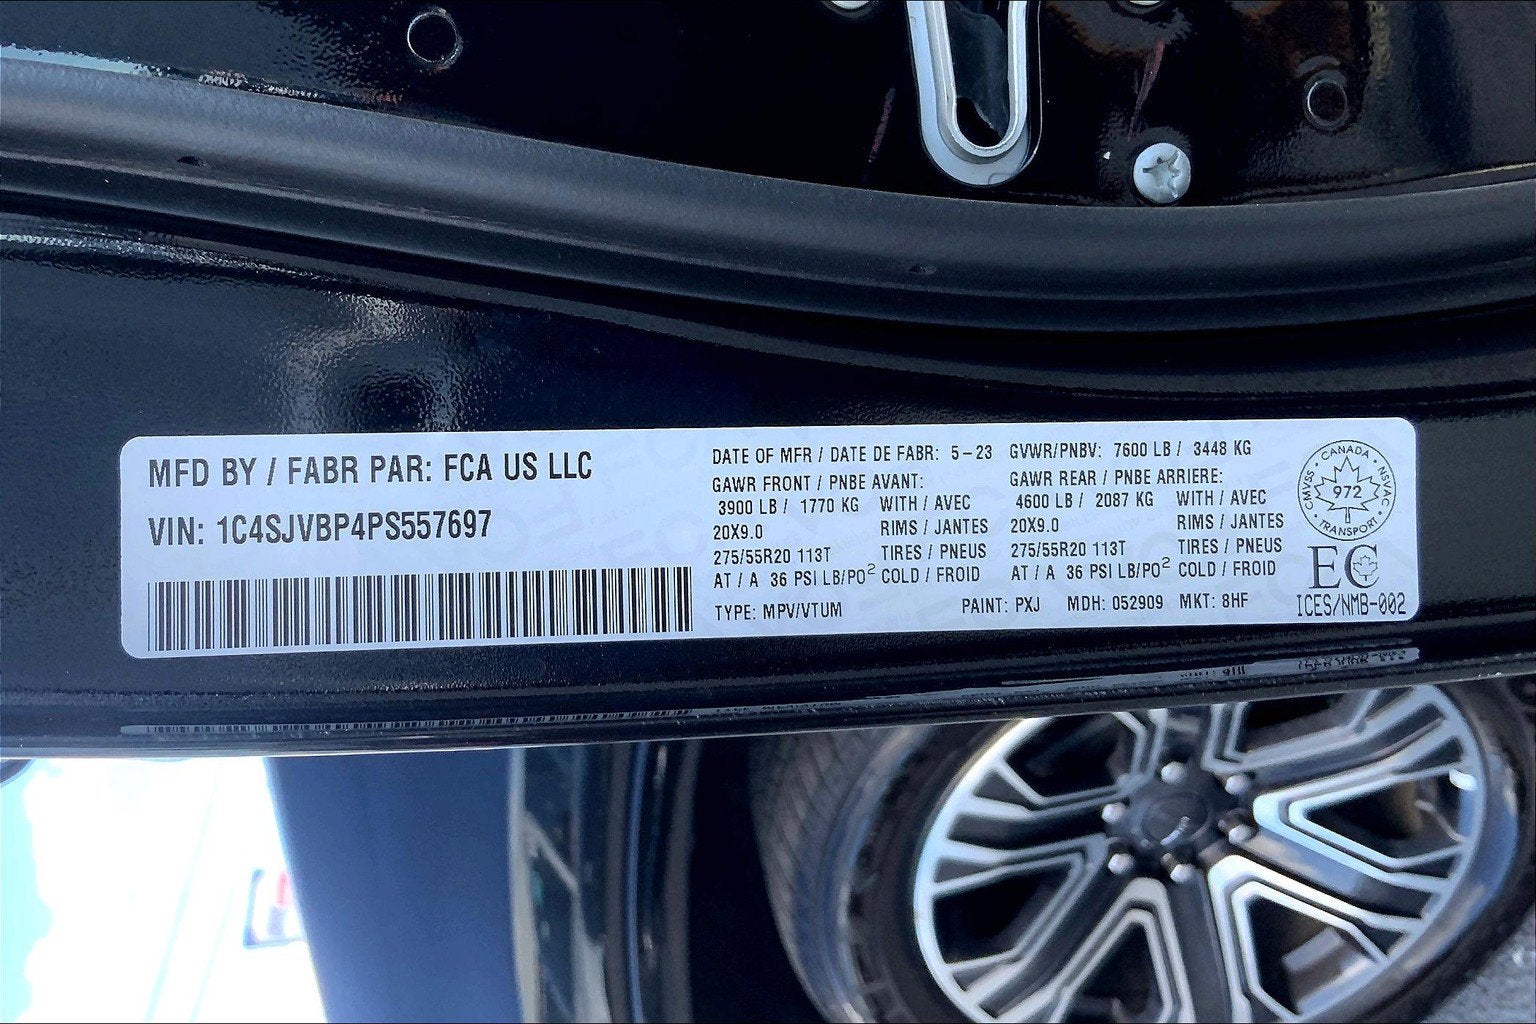 MFD BY / FABR PAR: FCA US LLC
VIN: 1C4SJVBP4PS557697
DATE OF MFR / DATE DE FABR: 5-23 GVWR/PNBV: 7600 LB / 3448 KG
GAWR FRONT / PNBE AVANT: GAWR REAR / PNBE ARRIERE:
3900 LB / 1770 KG WITH / AVEC 4600 LB / 2087 KG WITH / AVEC
20X9.0 RIMS / JANTES 20X9.0 RIMS / JANTES
275/55R20 113T TIRES / PNEUS 275/55R20 113T TIRES / PNEUS
AT / A 36 PSI LB/PO² COLD / FROID AT / A 36 PSI LB/PO² COLD / FROID
TYPE: MPV/VTUM PAINT: PXJ MDH: 052909 MKT: 8HF
CANADA
CMVSS • NSVAC
972
TRANSPORT
EC
ICES/NMB-002